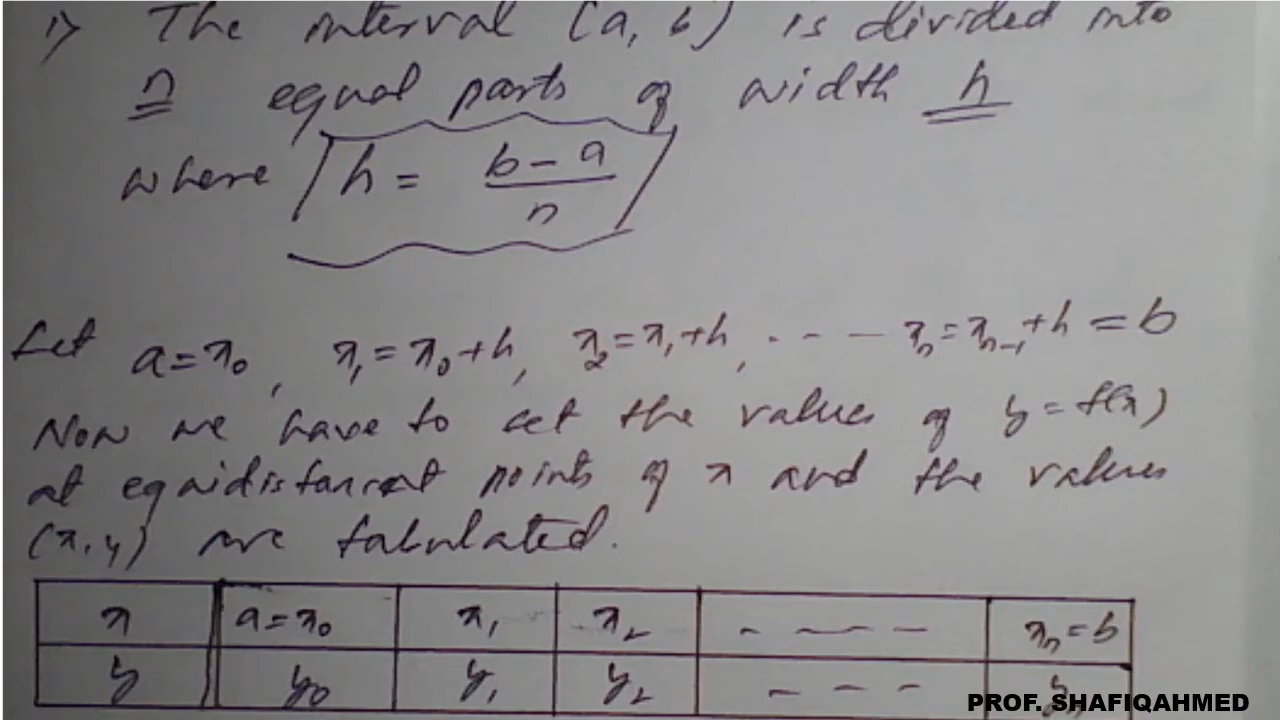 1> The interval (a, b) is divided into
n equal parts of width h
where h = b - a / n
Let a = x0, x1 = x0 + h, x2 = x1 + h, - - - xn = xn-1 + h = b
Now we have to get the values of y = f(x)
at equidistant points of x and the values
(x, y) are tabulated.
x a = x0 x1 x2 - - - - xn = b
y y0 y1 y2 - - -
PROF. SHAFIQAHMED